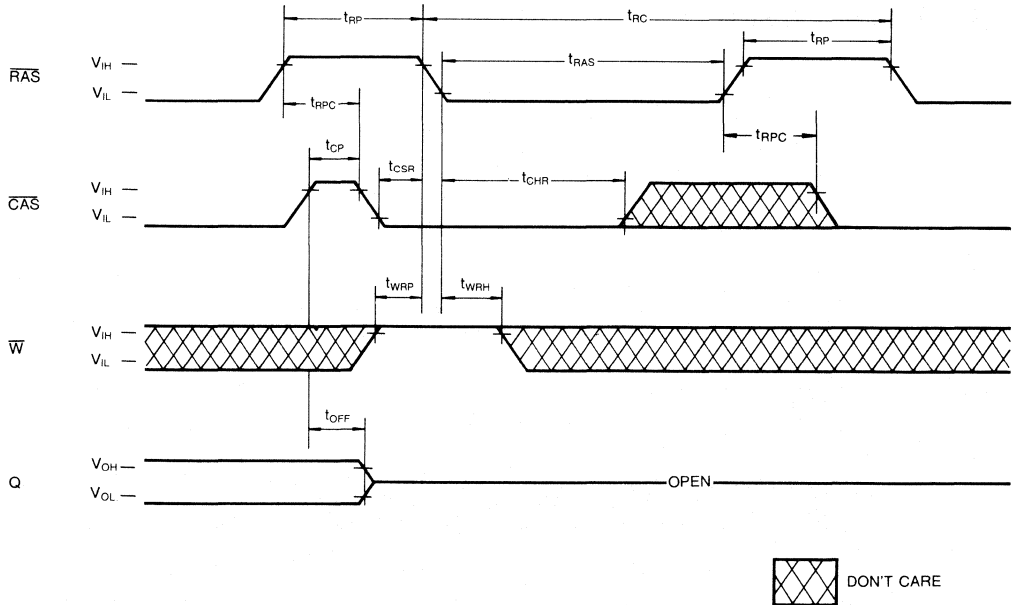 tRP
tRC
tRP
RAS
VIH
VIL
tRAS
tRPC
tRPC
tCP
tCSR
tCHR
CAS
VIH
VIL
tWRP
tWRH
W
VIH
VIL
tOFF
Q
VOH
VOL
OPEN
DON'T CARE